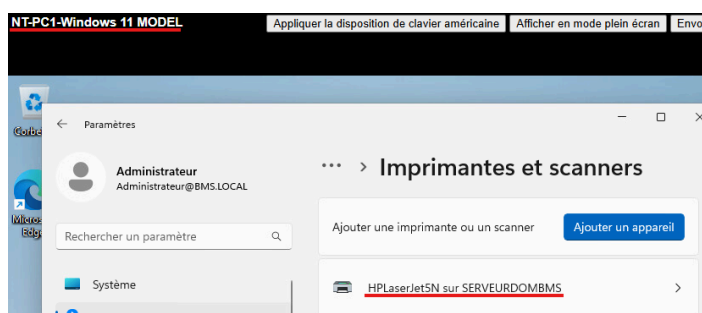 NT-PC1-Windows 11 MODEL
Appliquer la disposition de clavier américaine
Afficher en mode plein écran
Envo
Corbe
Paramètres
Administrateur
Administrateur@BMS.LOCAL
··· > Imprimantes et scanners
Micros
Edg
Rechercher un paramètre
Ajouter une imprimante ou un scanner
Ajouter un appareil
Système
HPLaserJet5N sur SERVEURDOMBMS